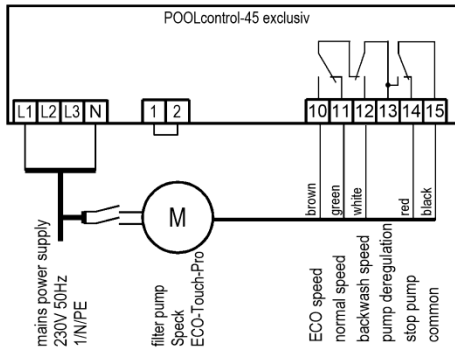 POOLcontrol-45 exclusiv
L1 L2 L3 N
1 2
10 11 12 13 14 15
brown
green
white
red
black
M
mains power supply
230V 50Hz
1/N/PE
filter pump
Speck
ECO-Touch-Pro
ECO speed
normal speed
backwash speed
pump deregulation
stop pump
common